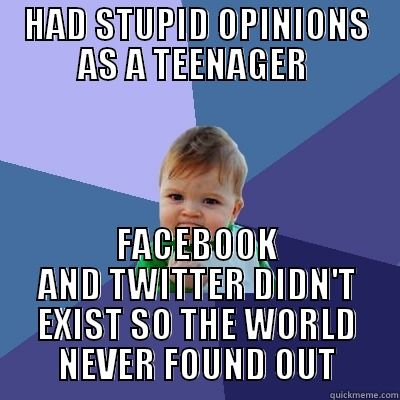 HAD STUPID OPINIONS
AS A TEENAGER
FACEBOOK
AND TWITTER DIDN'T
EXIST SO THE WORLD
NEVER FOUND OUT
quickmeme.com